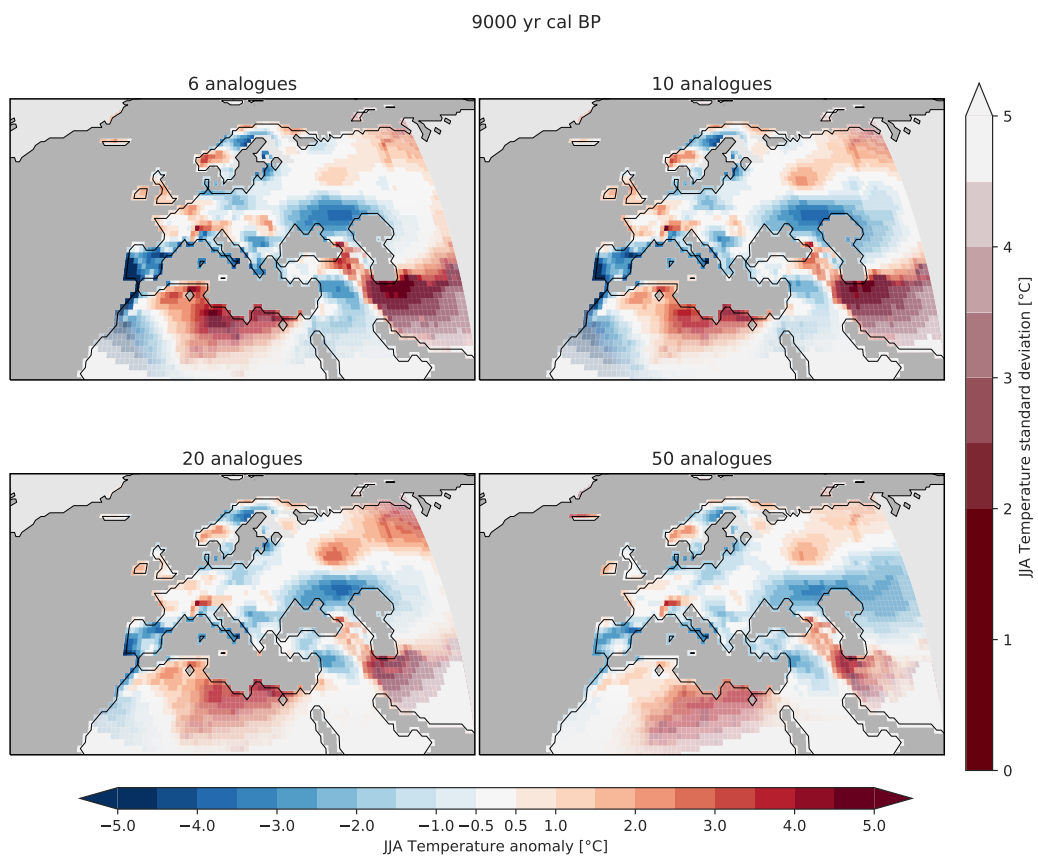 9000 yr cal BP
6 analogues
10 analogues
20 analogues
50 analogues
5
4
3
2
1
0
JJA Temperature standard deviation [°C]
−5.0 −4.0 −3.0 −2.0 −1.0 −0.5 0.5 1.0 2.0 3.0 4.0 5.0
JJA Temperature anomaly [°C]